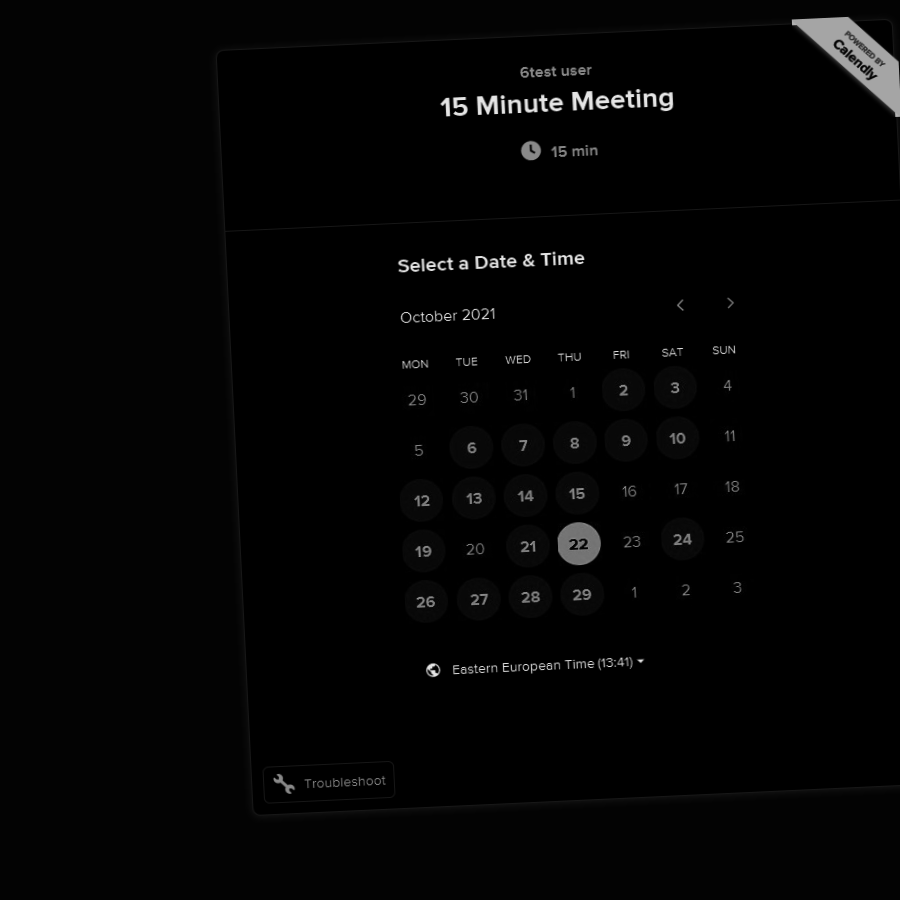 POWERED BY
Calendly
6test user
15 Minute Meeting
15 min
Select a Date & Time
October 2021
MON TUE WED THU FRI SAT SUN
29 30 31 1 2 3 4
5 6 7 8 9 10 11
12 13 14 15 16 17 18
19 20 21 22 23 24 25
26 27 28 29 1 2 3
Eastern European Time (13:41)
Troubleshoot